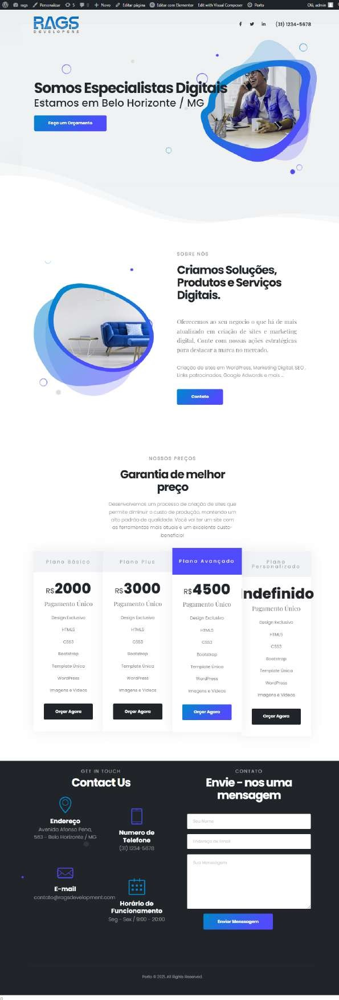 rags Personalizar 5 0 Novo Editar página Editar com Elementor Edit with Visual Composer Porto Olá, admin
RAGS
DEVELOPERS
(31) 1234-5678
Somos Especialistas Digitais
Estamos em Belo Horizonte / MG
Faça um Orçamento
SOBRE NÓS
Criamos Soluções,
Produtos e Serviços
Digitais.
Oferecemos ao seu negocio o que há de mais
atualizado em criação de sites e marketing
digital. Conte com nossas ações estratégicas
para destacar a marca no mercado.
Criação de sites em WordPress, Marketing Digital, SEO ,
Links patrocinados, Google Adwords e mais ...
Contato
NOSSOS PREÇOS
Garantia de melhor
preço
Desenvolvemos um processo de criação de sites que
permite diminuir o custo de produção, mantendo um
alto padrão de qualidade. Você vai ter um site com
as ferramentas mais atuais e um excelente custo-
benefício!
Plano Básico
R$2000
Pagamento Único
Design Exclusivo
HTML5
CSS3
Bootstrap
Template Única
WordPress
Imagens e Videos
Orçar Agora
Plano Plus
R$3000
Pagamento Único
Design Exclusivo
HTML5
CSS3
Bootstrap
Template Única
WordPress
Imagens e Videos
Orçar Agora
Plano Avançado
R$4500
Pagamento Único
Design Exclusivo
HTML5
CSS3
Bootstrap
Template Única
WordPress
Imagens e Videos
Orçar Agora
Plano
Personalizado
Indefinido
Pagamento Único
Design Exclusivo
HTML5
CSS3
Bootstrap
Template Única
WordPress
Imagens e Videos
Orçar Agora
GET IN TOUCH
Contact Us
Endereço
Avenida Afonso Pena,
563 - Belo Horizonte / MG
Numero de
Telefone
(31) 1234-5678
E-mail
contato@ragsdevelopment.com
Horário de
Funcionamento
Seg - Sex / 9:00 - 20:00
CONTATO
Envie - nos uma
mensagem
Seu Nome
Endereço de Email
Sua Mensagem
Enviar Menssagem
Porto © 2021. All Rights Reserved.